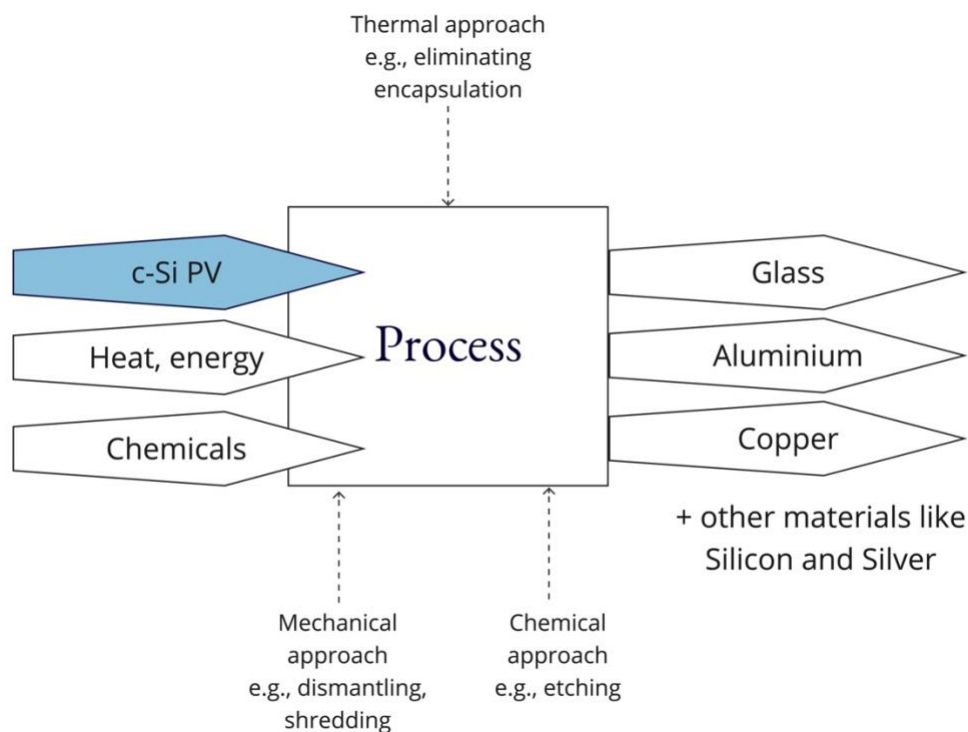 Thermal approach
e.g., eliminating
encapsulation
c-Si PV
Heat, energy
Chemicals
Process
Glass
Aluminium
Copper
+ other materials like
Silicon and Silver
Mechanical
approach
e.g., dismantling,
shredding
Chemical
approach
e.g., etching